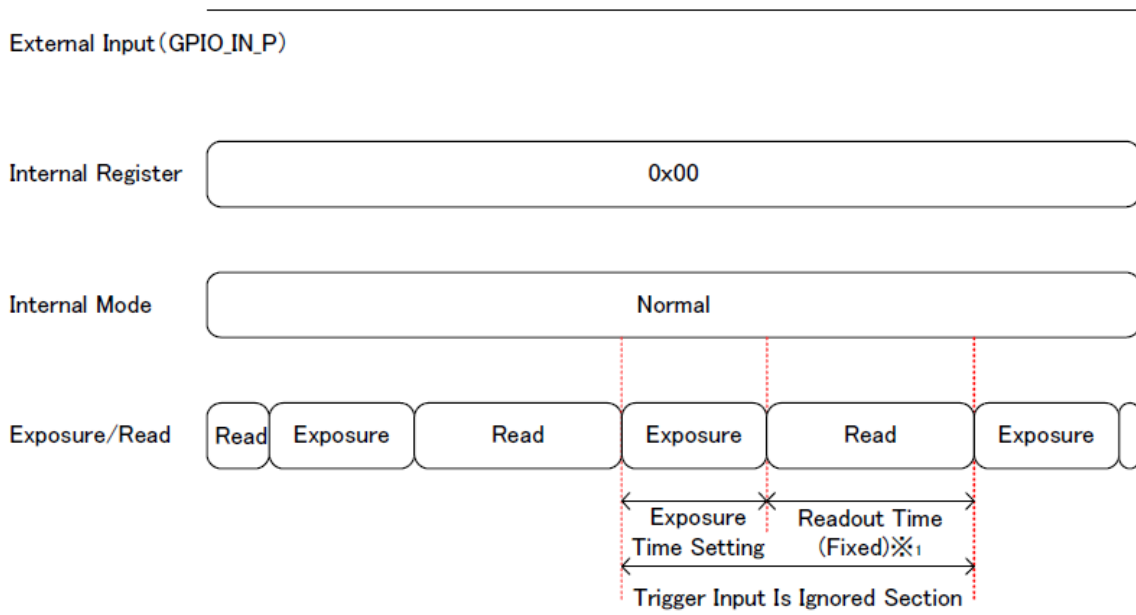 External Input(GPIO_IN_P)
Internal Register
0x00
Internal Mode
Normal
Exposure/Read
Read
Exposure
Read
Exposure
Read
Exposure
Exposure
Time Setting
Readout Time
(Fixed)※1
Trigger Input Is Ignored Section